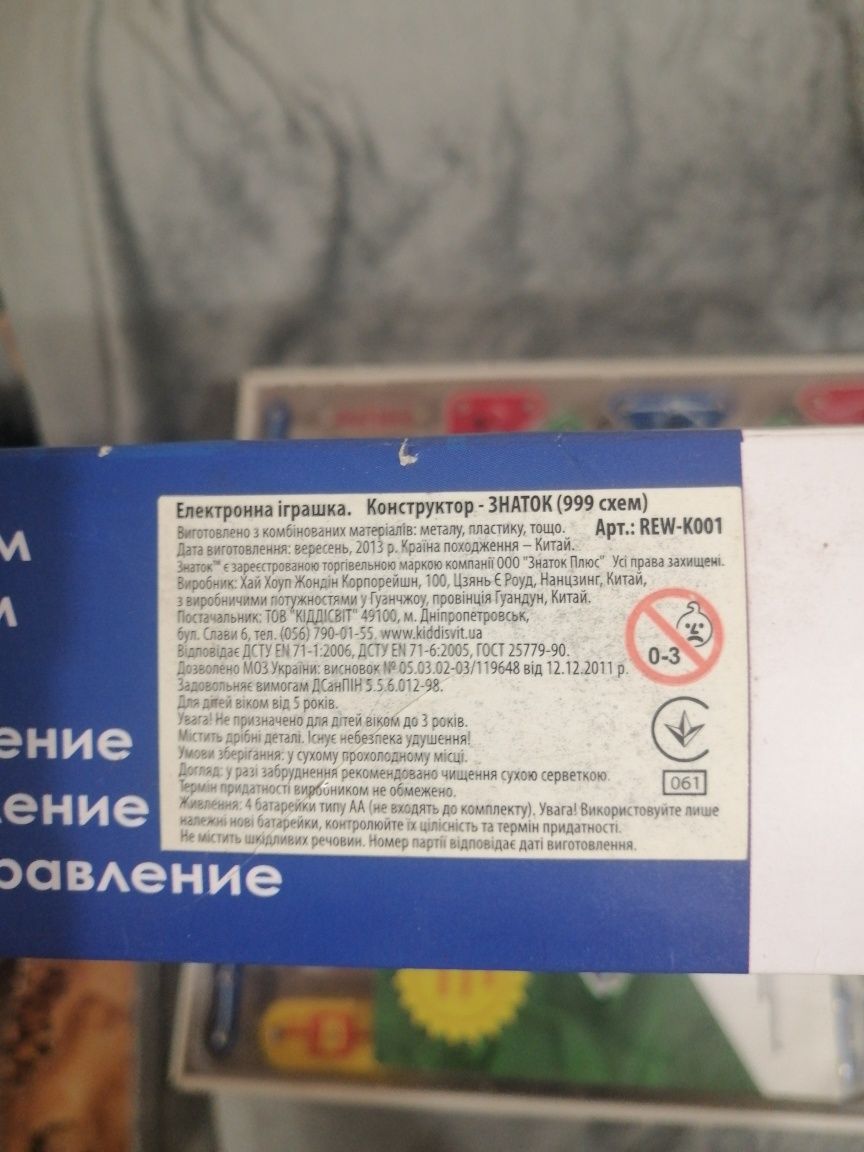 Електронна іграшка. Конструктор - ЗНАТОК (999 схем)
Виготовлено з комбінованих матеріалів: металу, пластику, тощо. Арт.: REW-K001
Дата виготовлення: вересень, 2013 р. Країна походження – Китай.
Знаток™ є зареєстрованою торгівельною маркою компанії ООО "Знаток Плюс" Усі права захищені.
Виробник: Хай Хоуп Жондін Корпорейшн, 100, Цзянь Є Роуд, Нанцзинг, Китай,
з виробничими потужностями у Гуанчжоу, провінція Гуандун, Китай.
Постачальник: ТОВ "КІДДІСВІТ" 49100, м. Дніпропетровськ,
бул. Слави 6, тел. (056) 790-01-55. www.kiddisvit.ua
Відповідає ДСТУ EN 71-1:2006, ДСТУ EN 71-6:2005, ГОСТ 25779-90.
Дозволено МОЗ України: висновок № 05.03.02-03/119648 від 12.12.2011 р.
Задовольняє вимогам ДСанПІН 5.5.6.012-98.
Для дітей віком від 5 років.
Увага! Не призначено для дітей віком до 3 років.
Містить дрібні деталі. Існує небезпека удушення!
Умови зберігання: у сухому прохолодному місці.
Догляд: у разі забруднення рекомендовано чищення сухою серветкою.
Термін придатності виробником не обмежено.
Живлення: 4 батарейки типу АА (не входять до комплекту). Увага! Використовуйте лише
належні нові батарейки, контролюйте їх цілісність та термін придатності.
Не містить шкідливих речовин. Номер партії відповідає даті виготовлення.
0-3
061
м
м
ение
ление
равление